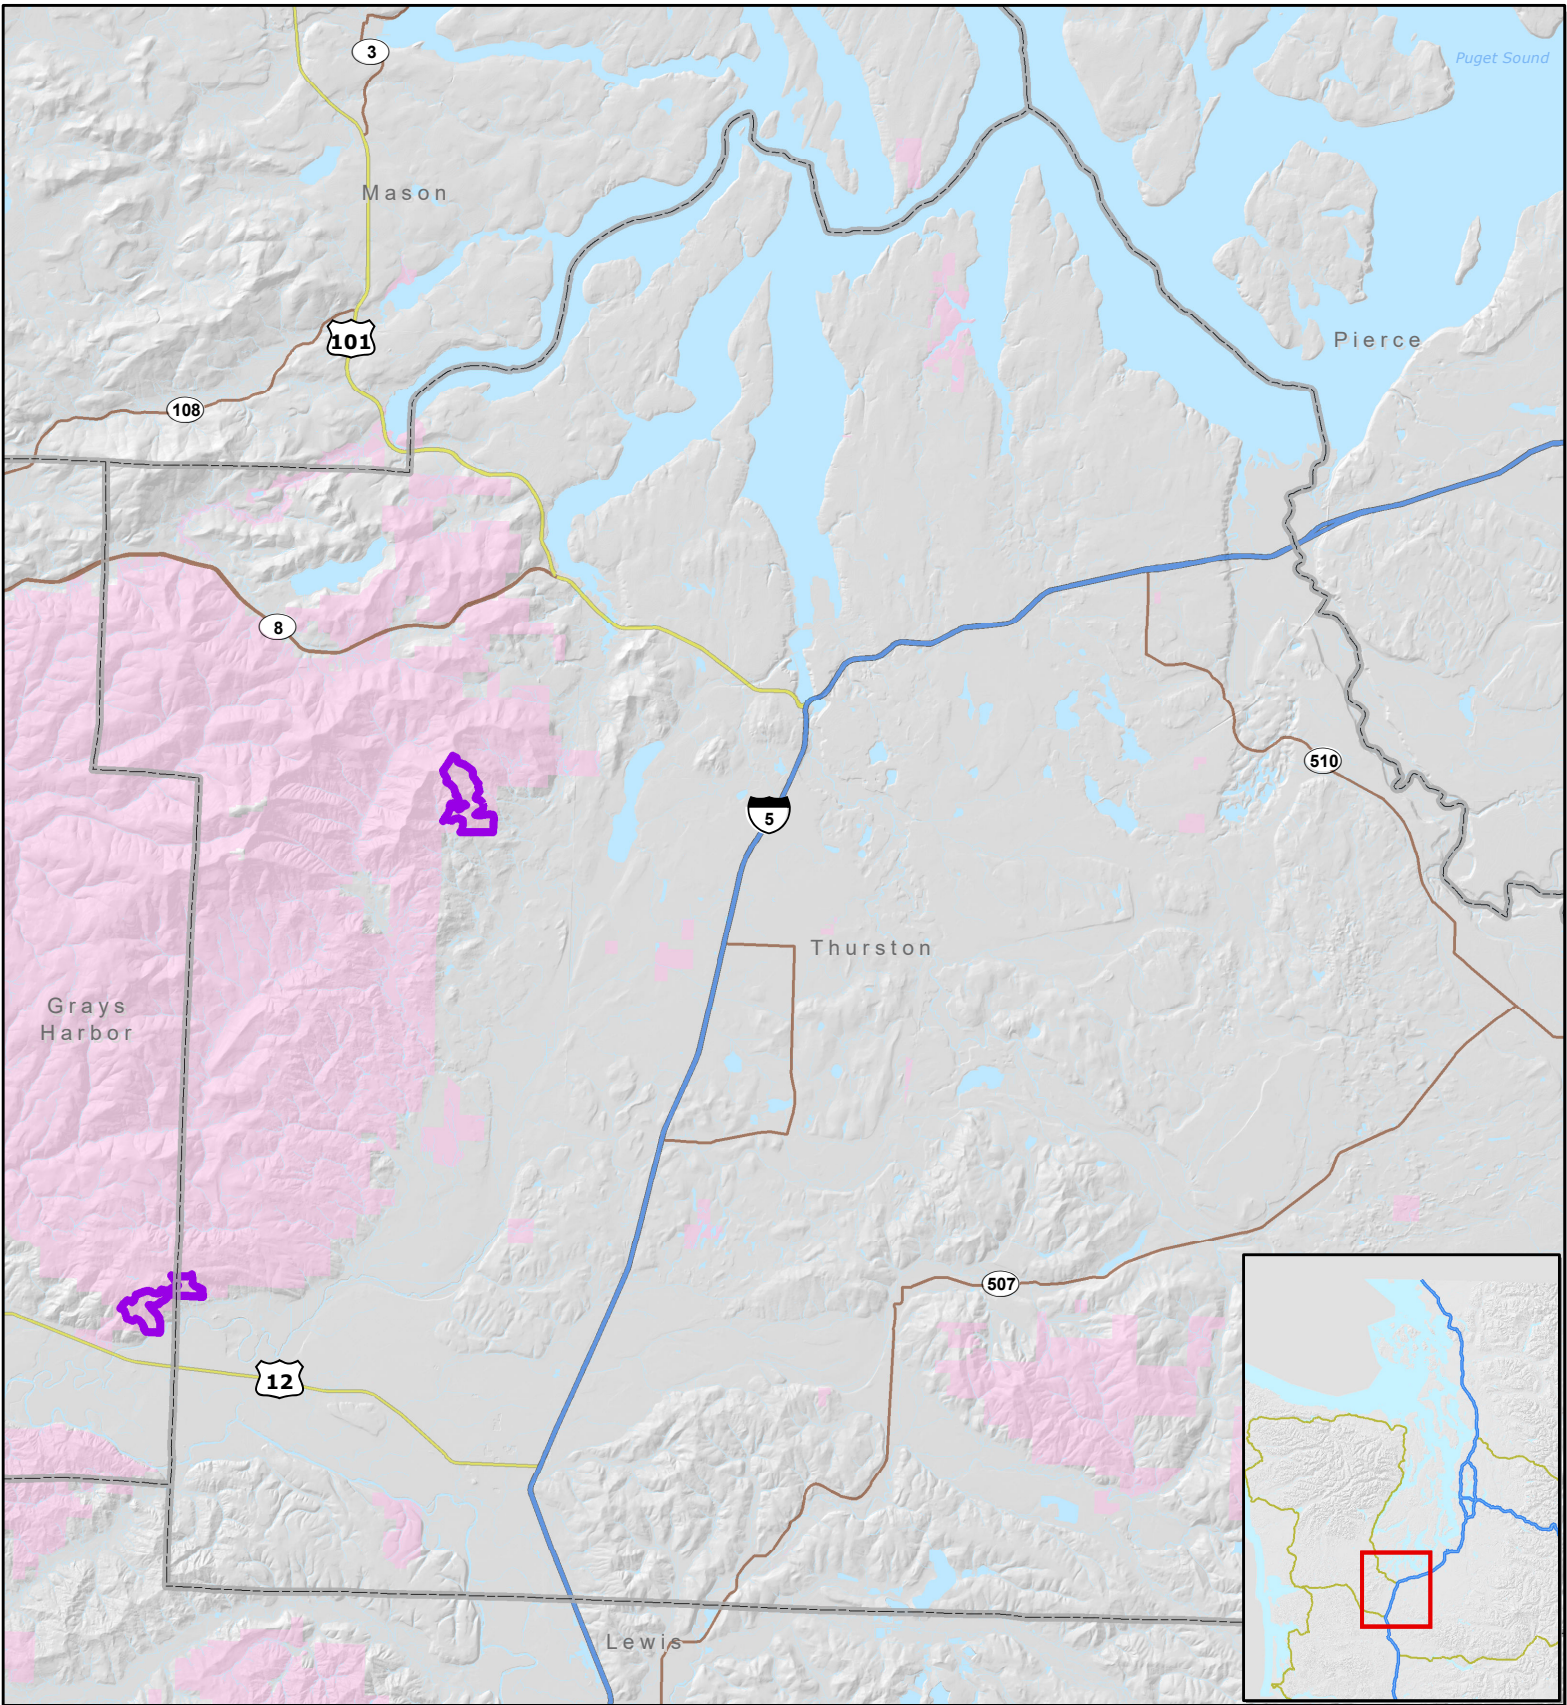 Puget Sound
3
Mason
101
Pierce
108
8
510
5
Thurston
Grays
Harbor
507
12
Lewis